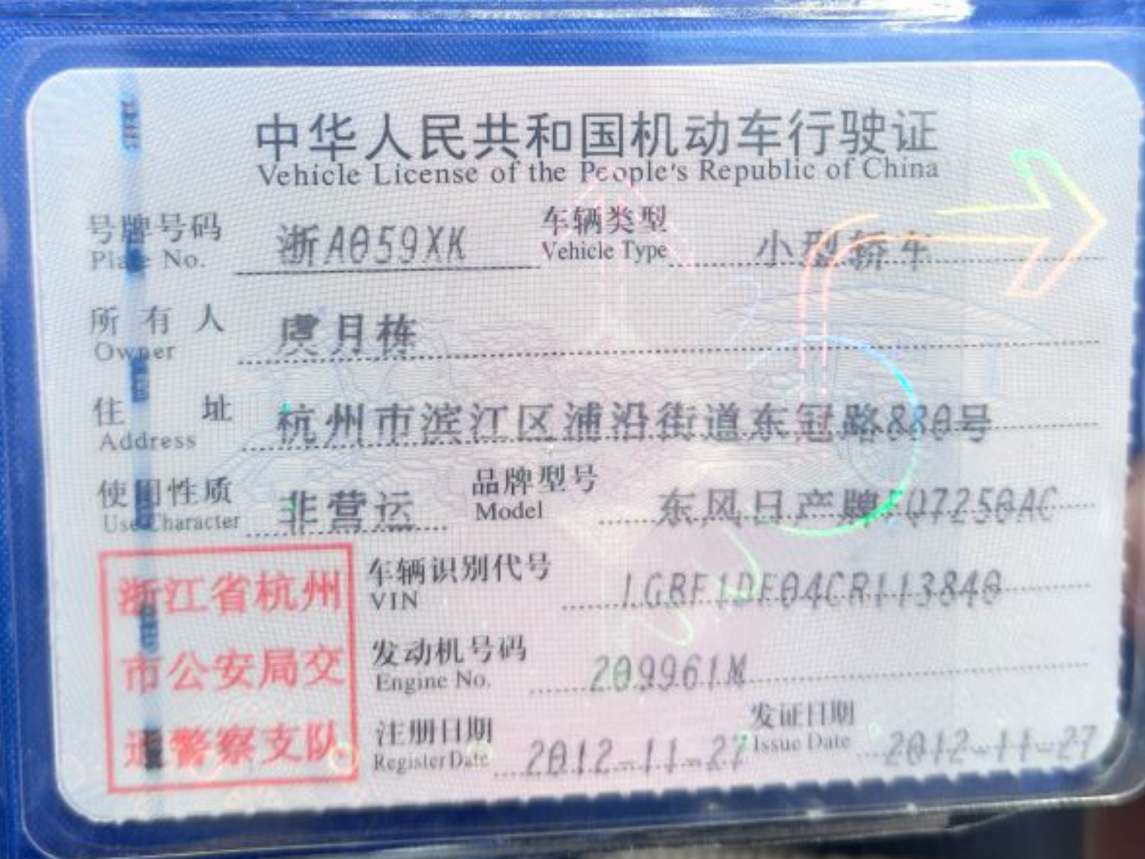 中华人民共和国机动车行驶证
Vehicle License of the People's Republic of China
号牌号码 浙A059XK 车辆类型 小型轿车
Plate No. Vehicle Type
所有人 虞月栋
Owner
住址 杭州市滨江区浦沿街道东冠路880号
Address
使用性质 非营运 品牌型号 东风日产牌EQ7250AC
Use Character Model
浙江省杭州 车辆识别代号 LGBF1DE04CR113840
VIN
市公安局交 发动机号码 209961M
Engine No.
通警察支队 注册日期 2012-11-27 发证日期 2012-11-27
Register Date Issue Date